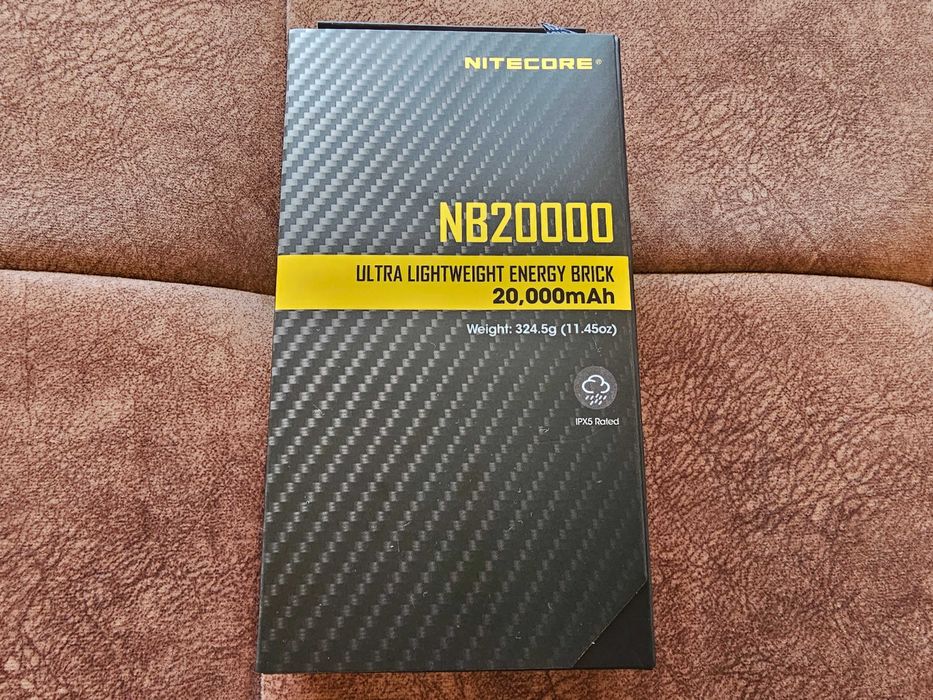 NITECORE®
NB20000
ULTRA LIGHTWEIGHT ENERGY BRICK
20,000mAh
Weight: 324.5g (11.45oz)
IPX5 Rated